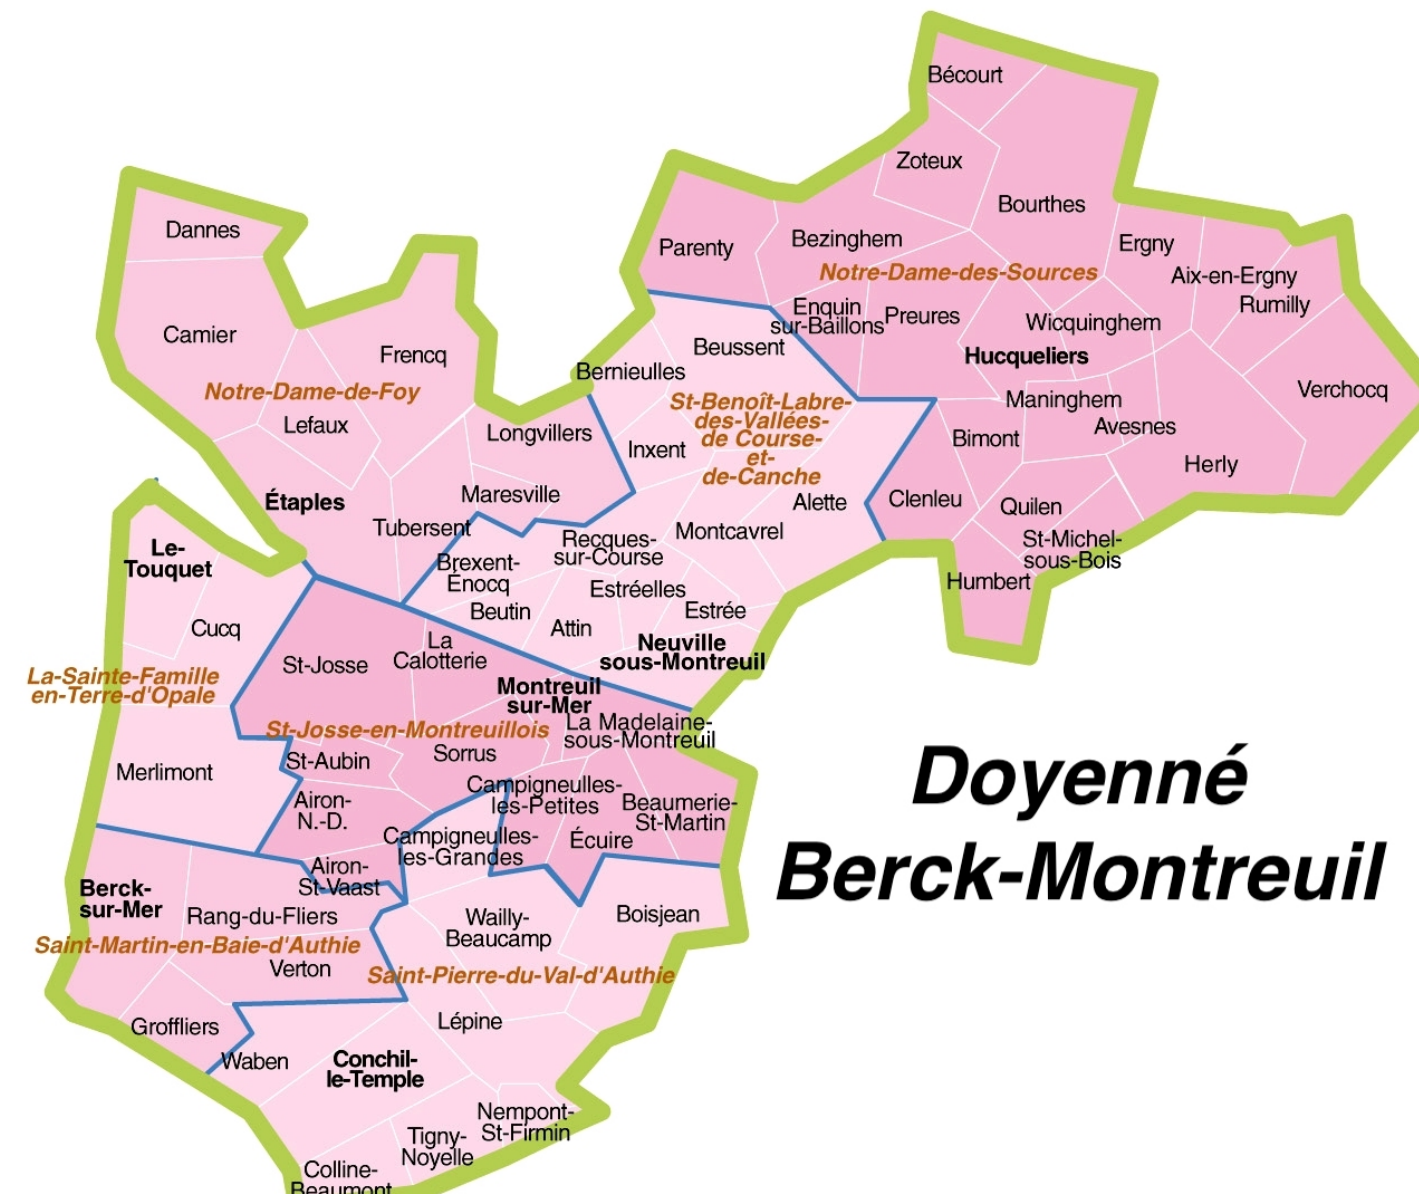 Bécourt
Zoteux
Bourthes
Dannes
Parenty
Bezinghem
Ergny
Notre-Dame-des-Sources
Aix-en-Ergny
Rumilly
Enquin
sur-Baillons
Preures
Wicquinghem
Camier
Beussent
Hucqueliers
Frencq
Bernieulles
Verchocq
Notre-Dame-de-Foy
St-Benoît-Labre-
des-Vallées-
de Course-
et-
de-Canche
Maninghem
Lefaux
Longvillers
Avesnes
Bimont
Inxent
Herly
Étaples
Maresville
Alette
Clenleu
Quilen
Tubersent
Montcavrel
Le-
Touquet
Recques-
sur-Course
St-Michel-
sous-Bois
Brexent-
Énocq
Humbert
Estréelles
Beutin
Estrée
Cucq
Attin
La
Calotterie
Neuville
sous-Montreuil
St-Josse
La-Sainte-Famille
en-Terre-d'Opale
Montreuil
sur-Mer
St-Josse-en-Montreuillois
La Madelaine-
sous-Montreuil
Sorrus
St-Aubin
Merlimont
Doyenné
Berck-Montreuil
Campigneulles-
les-Petites
Airon-
N.-D.
Beaumerie-
St-Martin
Écuire
Campigneulles-
les-Grandes
Airon-
St-Vaast
Berck-
sur-Mer
Rang-du-Fliers
Wailly-
Beaucamp
Boisjean
Saint-Martin-en-Baie-d'Authie
Verton
Saint-Pierre-du-Val-d'Authie
Groffliers
Lépine
Waben
Conchil-
le-Temple
Nempont-
St-Firmin
Tigny-
Noyelle
Colline-
Beaumont